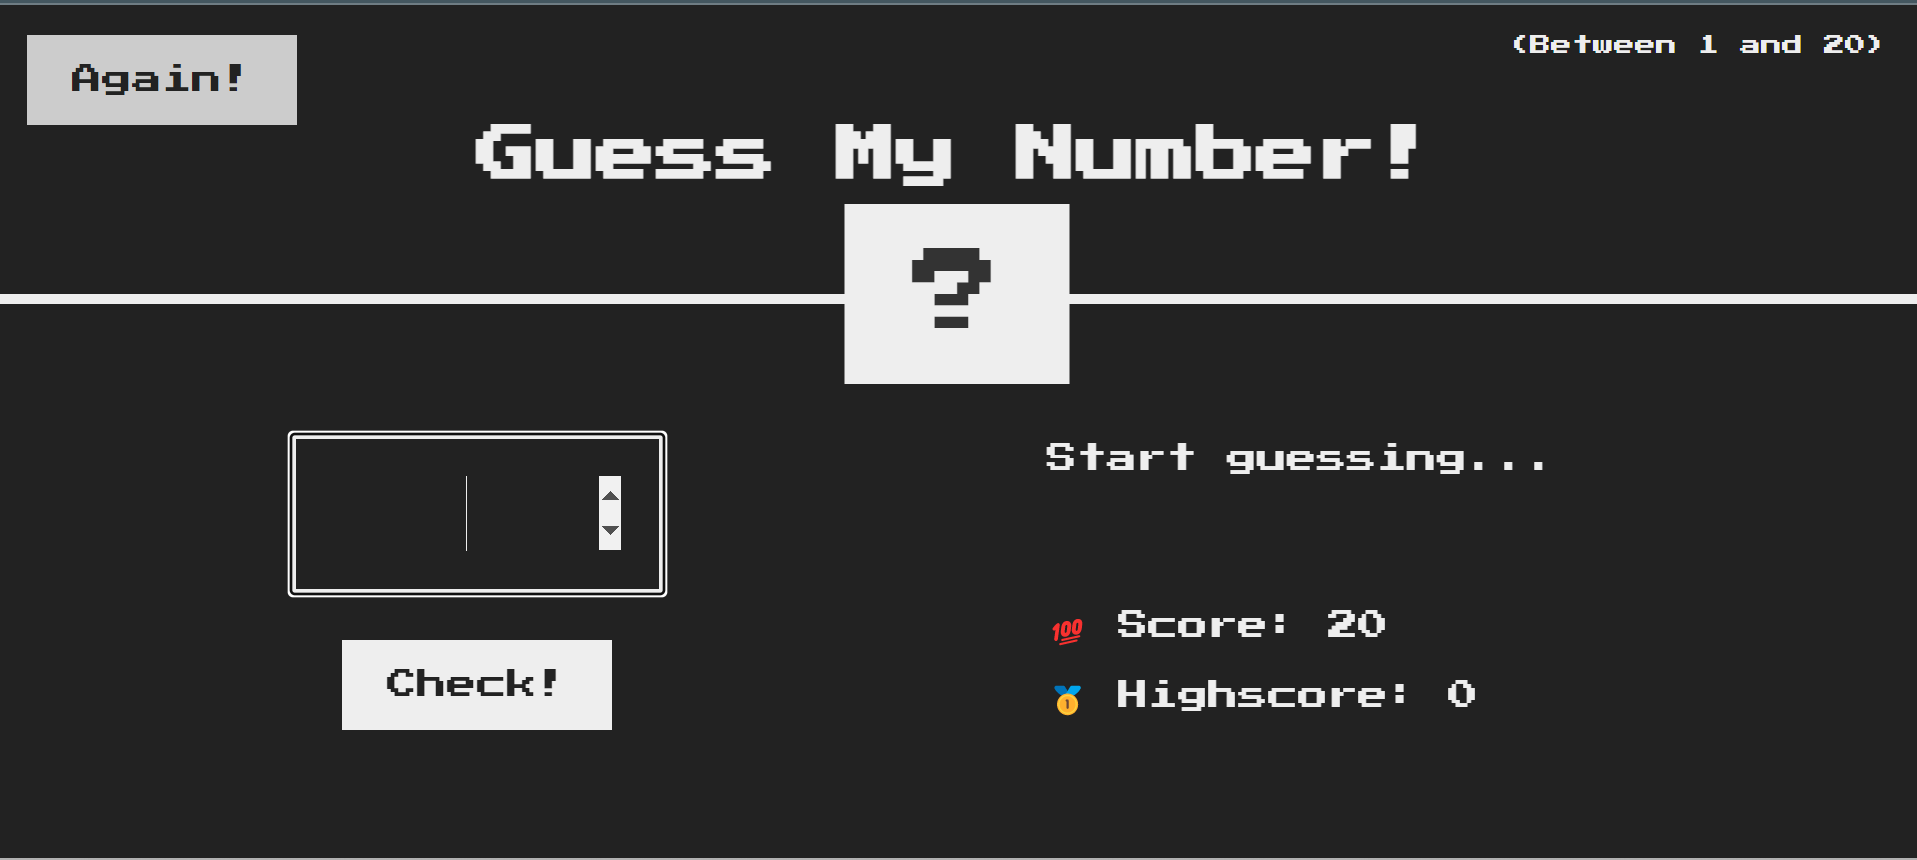 Again!
(Between 1 and 20)
Guess My Number!
?
Start guessing...
💯 Score: 20
🥇 Highscore: 0
Check!